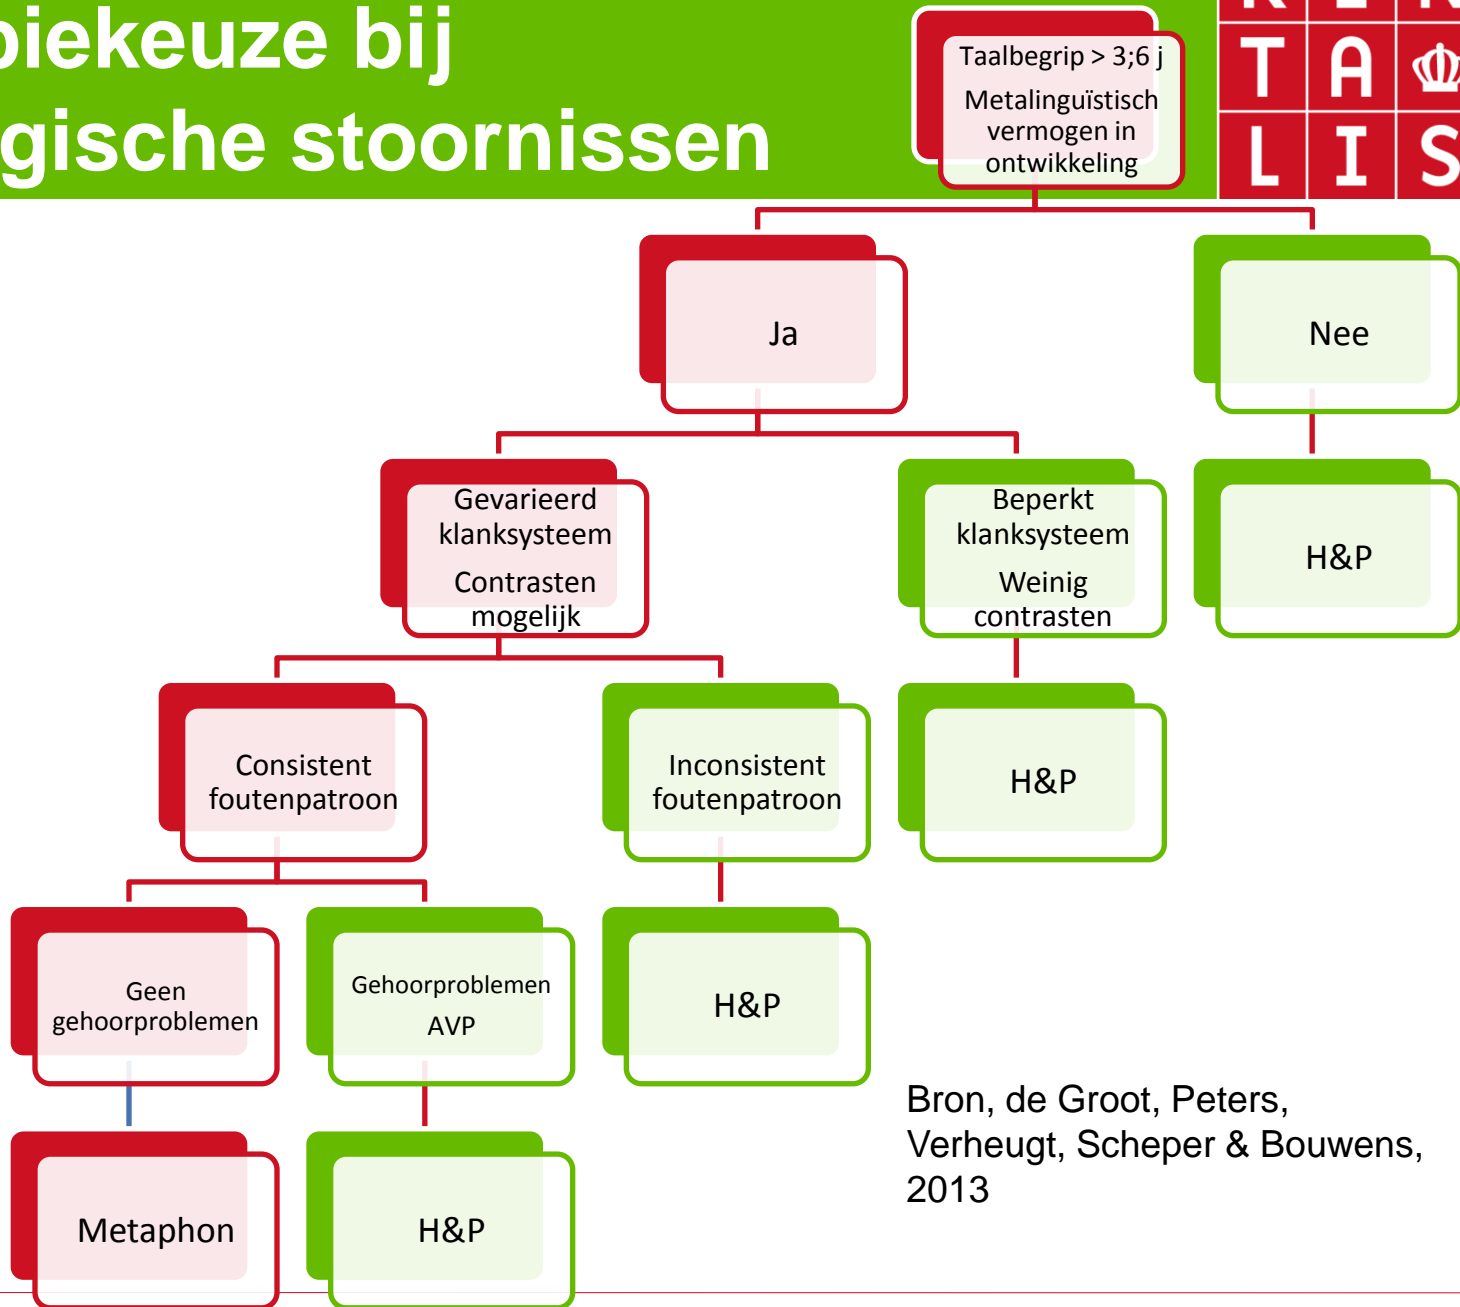 piekeuze bij
gische stoornissen
Taalbegrip > 3;6 j
Metalinguïstisch
vermogen in
ontwikkeling
K E N
T A
L I S
Ja
Nee
Gevarieerd
klanksysteem
Contrasten
mogelijk
Beperkt
klanksysteem
Weinig
contrasten
H&P
Consistent
foutenpatroon
Inconsistent
foutenpatroon
H&P
Geen
gehoorproblemen
Gehoorproblemen
AVP
H&P
Metaphon
H&P
Bron, de Groot, Peters,
Verheugt, Scheper & Bouwens,
2013